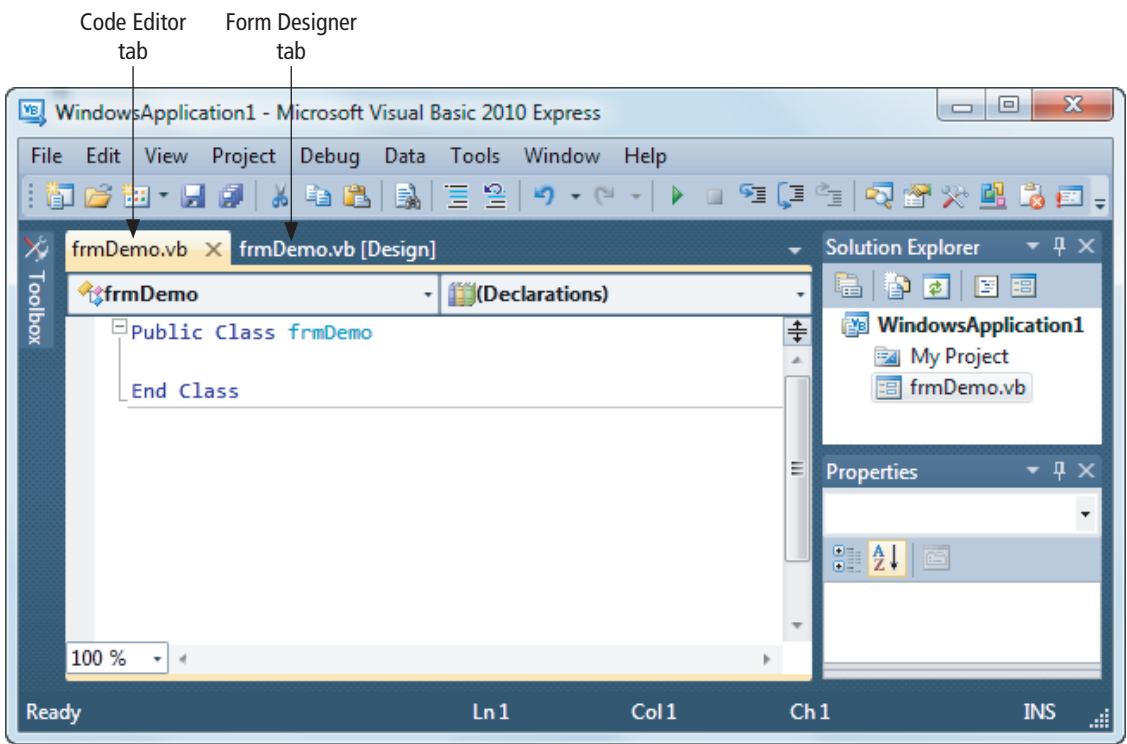 Code Editor tab
Form Designer tab
WindowsApplication1 - Microsoft Visual Basic 2010 Express
File Edit View Project Debug Data Tools Window Help
Toolbox
frmDemo.vb frmDemo.vb [Design]
frmDemo (Declarations)
Public Class frmDemo
End Class
100 %
Solution Explorer
WindowsApplication1
My Project
frmDemo.vb
Properties
Ready Ln 1 Col 1 Ch 1 INS